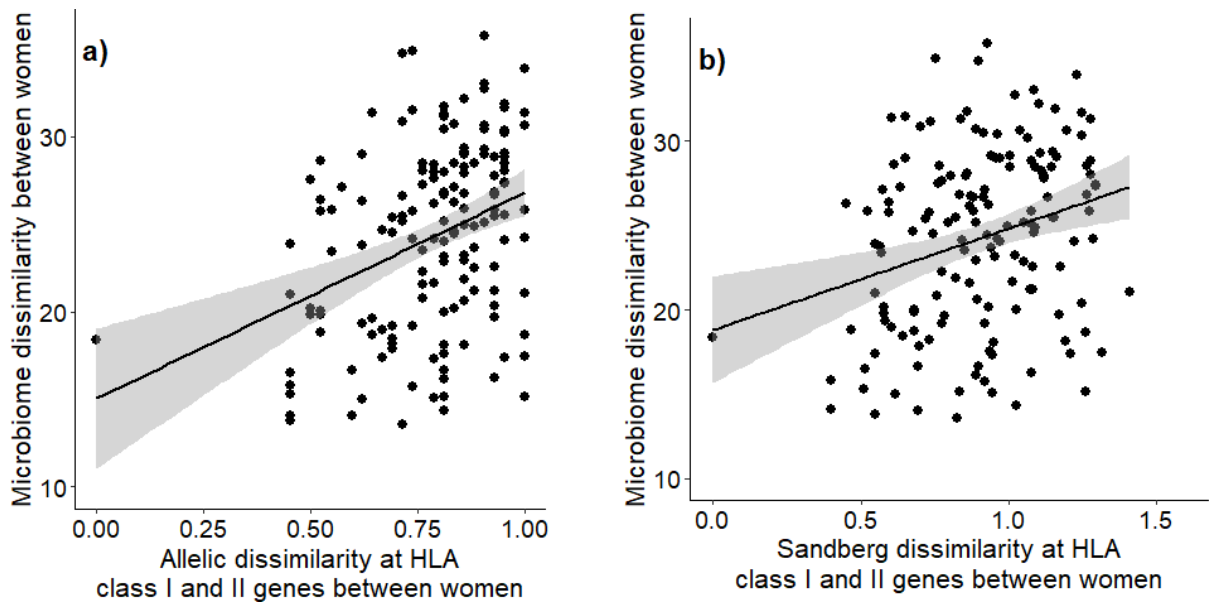 a)
Microbiome dissimilarity between women
30
20
10
0.00 0.25 0.50 0.75 1.00
Allelic dissimilarity at HLA
class I and II genes between women
b)
Microbiome dissimilarity between women
30
20
10
0.0 0.5 1.0 1.5
Sandberg dissimilarity at HLA
class I and II genes between women